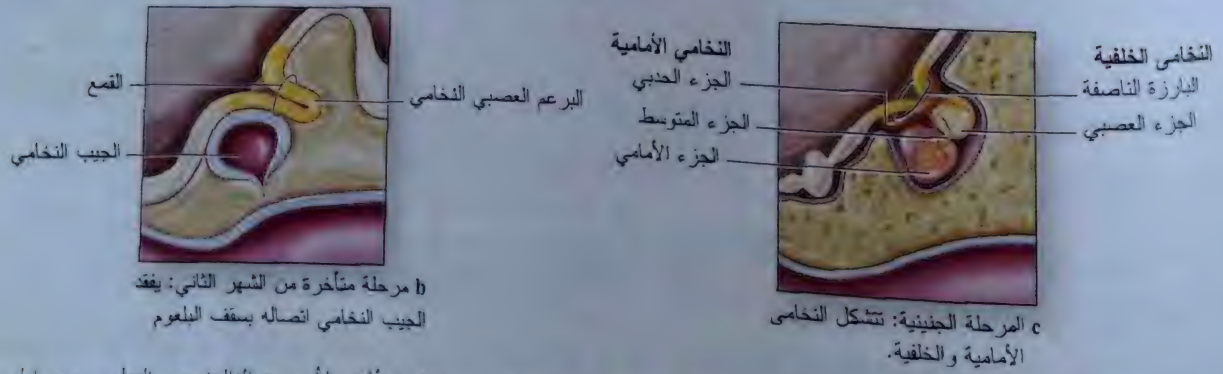 القمع
البرعم العصبي النخامي
الجيب النخامي
b مرحلة متأخرة من الشهر الثاني: يفقد
الجيب النخامي اتصاله بسقف البلعوم
النخامي الأمامية
الجزء الحدبي
الجزء المتوسط
الجزء الأمامي
النخامى الخلفية
البارزة الناصفة
الجزء العصبي
c المرحلة الجنينية: تتشكل النخامى
الأمامية والخلفية.